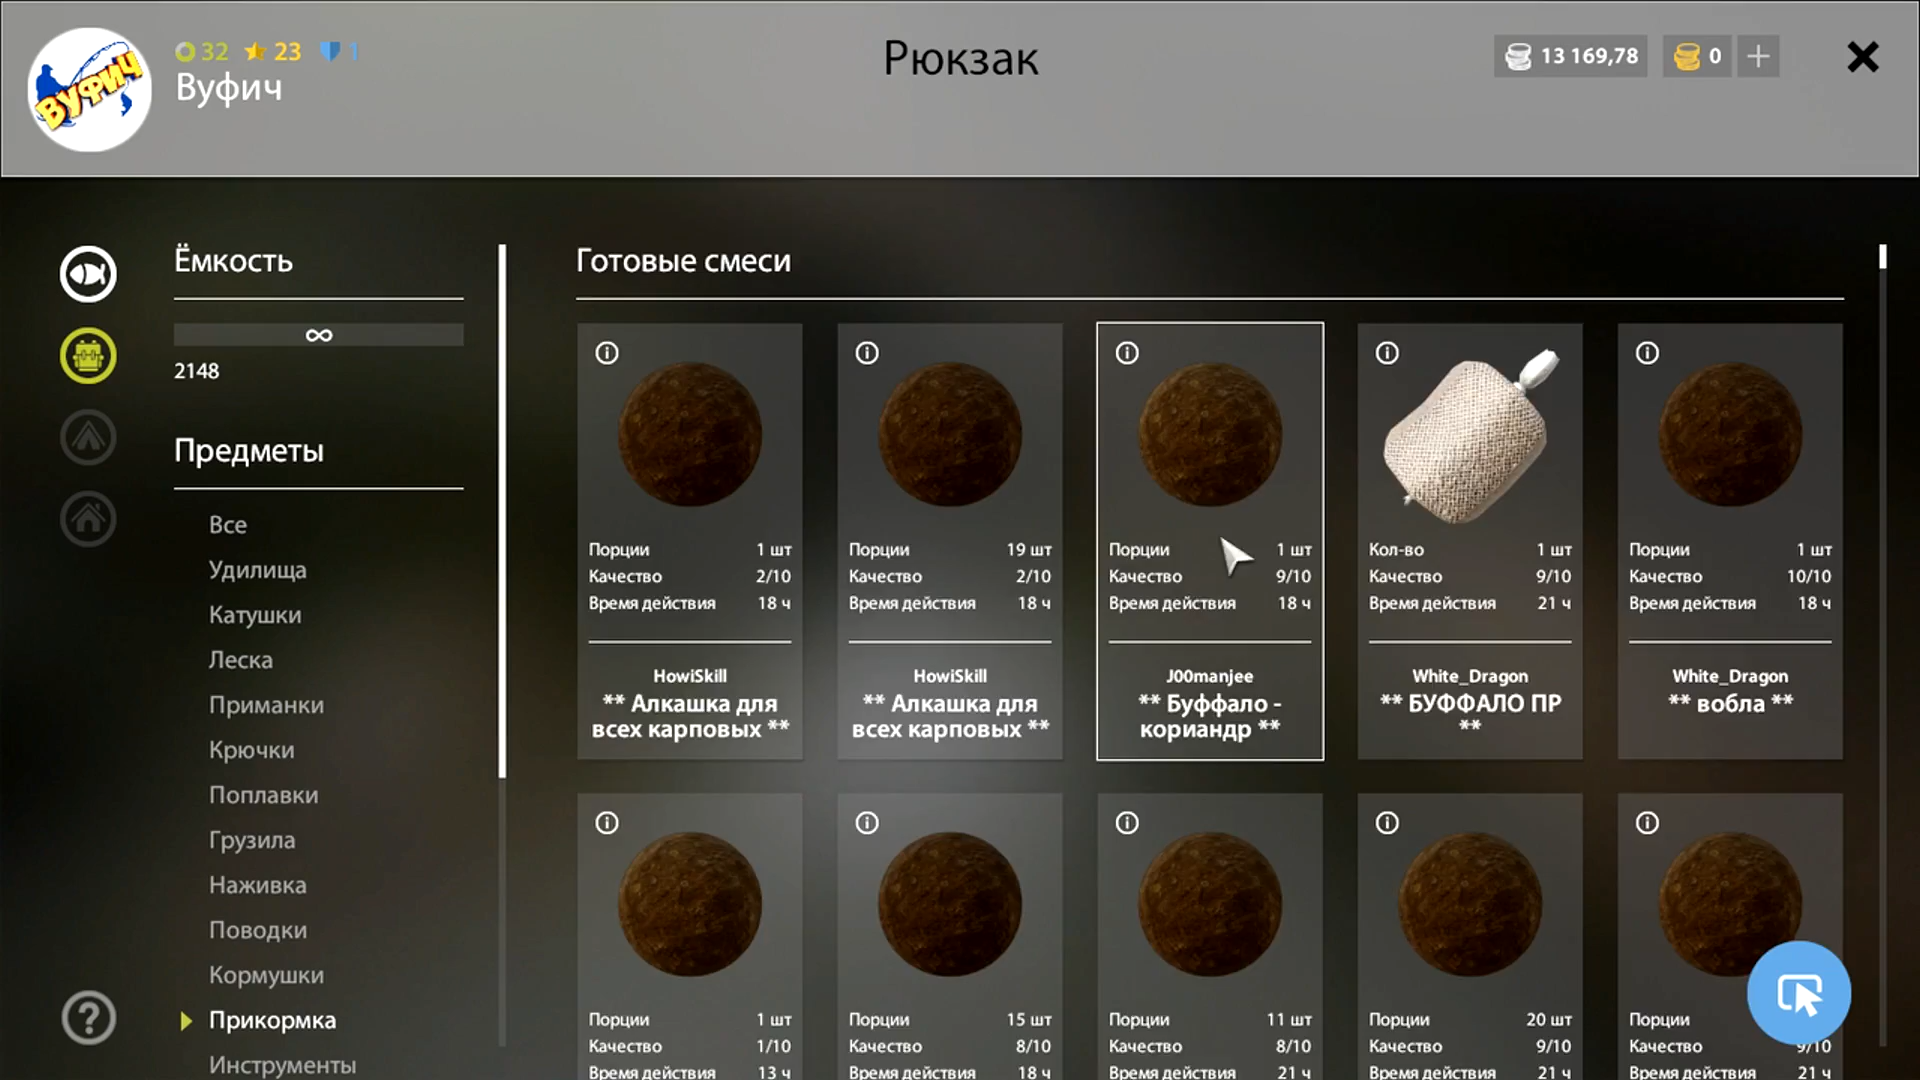 ВУФИЧ
32 23 1
Вуфич
Рюкзак
13 169,78
0
Ёмкость
∞
2148
Предметы
Все
Удилища
Катушки
Леска
Приманки
Крючки
Поплавки
Грузила
Наживка
Поводки
Кормушки
Прикормка
Инструменты
Готовые смеси
Порции 1 шт
Качество 2/10
Время действия 18 ч
HowiSkill
** Алкашка для
всех карповых **
Порции 19 шт
Качество 2/10
Время действия 18 ч
HowiSkill
** Алкашка для
всех карповых **
Порции 1 шт
Качество 9/10
Время действия 18 ч
J00manjee
** Буффало -
кориандр **
Кол-во 1 шт
Качество 9/10
Время действия 21 ч
White_Dragon
** БУФФАЛО ПР
**
Порции 1 шт
Качество 10/10
Время действия 18 ч
White_Dragon
** вобла **
Порции 1 шт
Качество 1/10
Время действия 13 ч
Порции 15 шт
Качество 8/10
Время действия 18 ч
Порции 11 шт
Качество 8/10
Время действия 21 ч
Порции 20 шт
Качество 9/10
Время действия 21 ч
Порции
Качество 9/10
Время действия 21 ч